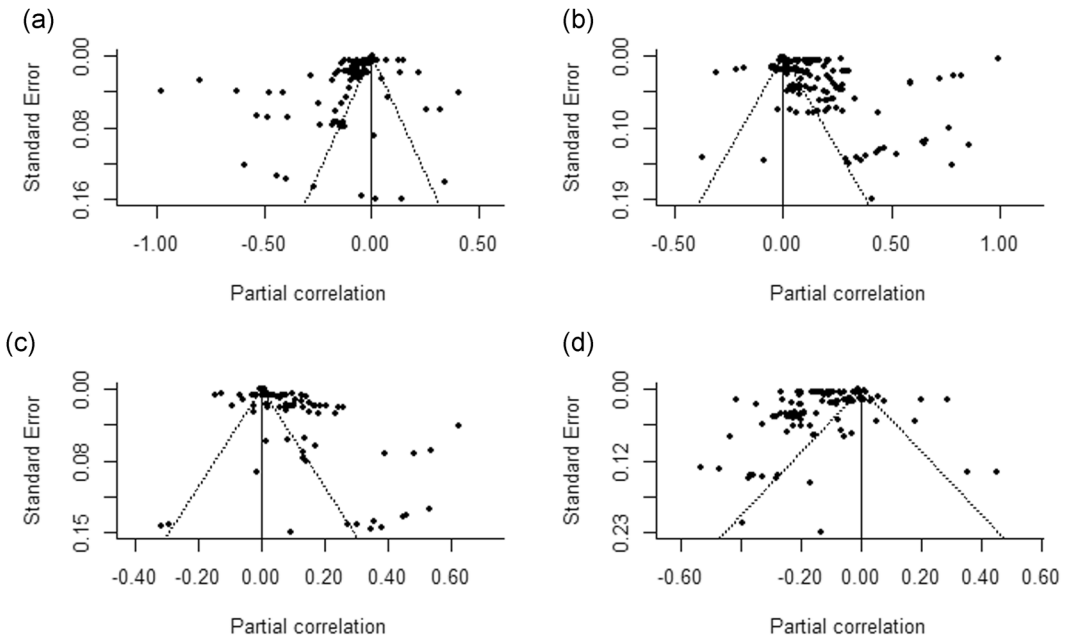 (a)
Standard Error
0.00
0.08
0.16
-1.00
-0.50
0.00
0.50
Partial correlation
(b)
Standard Error
0.00
0.10
0.19
-0.50
0.00
0.50
1.00
Partial correlation
(c)
Standard Error
0.00
0.08
0.15
-0.40
-0.20
0.00
0.20
0.40
0.60
Partial correlation
(d)
Standard Error
0.00
0.12
0.23
-0.60
-0.20
0.00
0.20
0.40
0.60
Partial correlation